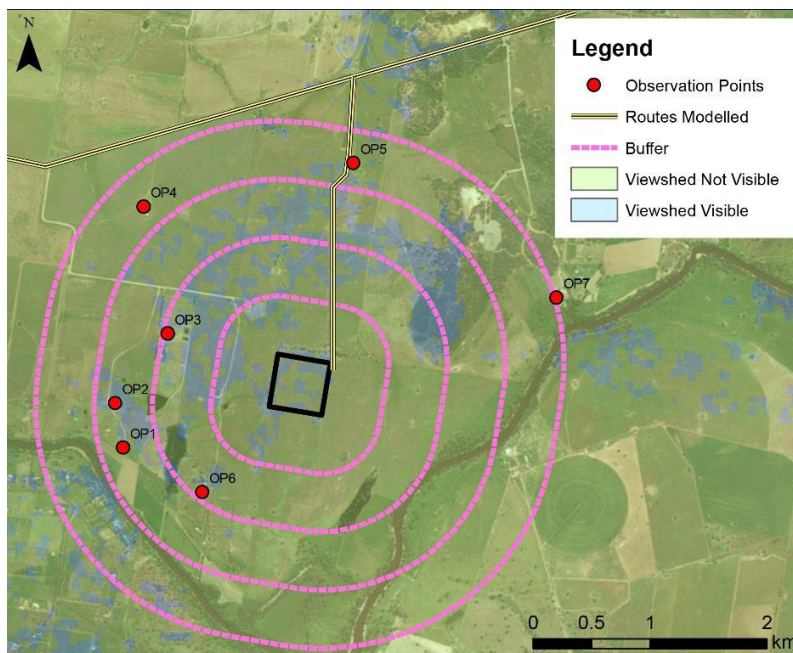 N
Legend
Observation Points
Routes Modelled
Buffer
Viewshed Not Visible
Viewshed Visible
OP5
OP4
OP7
OP3
OP2
OP1
OP6
0 0.5 1 2
km